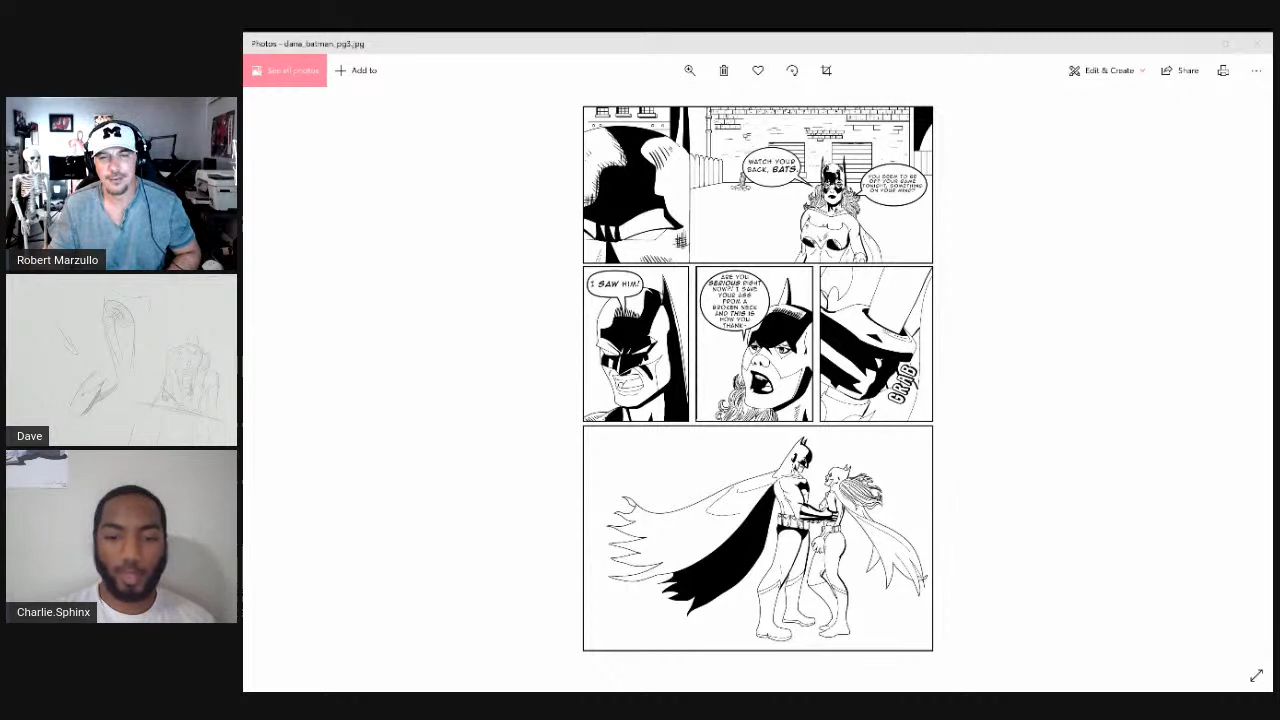 Photos - dana_batman_pg3.jpg
See all photos
Add to
Edit & Create
Share
WATCH YOUR
BACK, BATS.
YOU SEEM TO BE
OFF YOUR GAME
TONIGHT, SOMETHING
ON YOUR MIND?
I SAW HIM!
ARE YOU
SERIOUS RIGHT
NOW?! I SAVE
YOUR ASS
FROM A
BROKEN NECK
AND THIS IS
HOW YOU
THANK-
GRAB
Robert Marzullo
Dave
Charlie.Sphinx